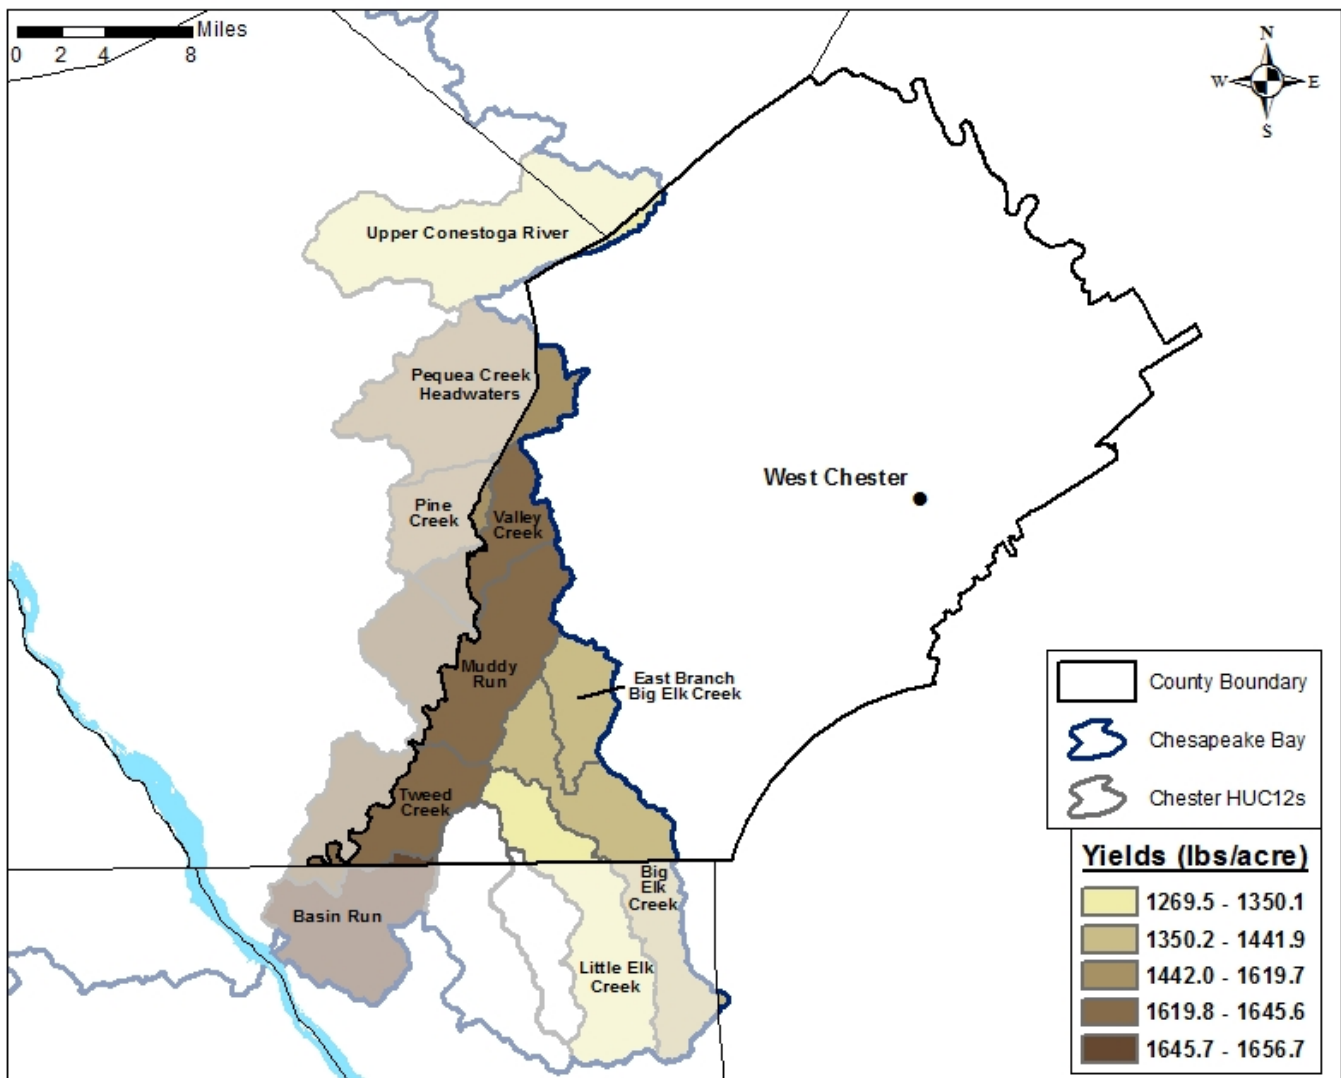 Miles
0 2 4 8
N
W E
S
Upper Conestoga River
Pequea Creek
Headwaters
Pine
Creek
Valley
Creek
West Chester
Muddy
Run
East Branch
Big Elk Creek
Tweed
Creek
Basin Run
Big
Elk
Creek
Little Elk
Creek
County Boundary
Chesapeake Bay
Chester HUC12s
Yields (lbs/acre)
1269.5 - 1350.1
1350.2 - 1441.9
1442.0 - 1619.7
1619.8 - 1645.6
1645.7 - 1656.7